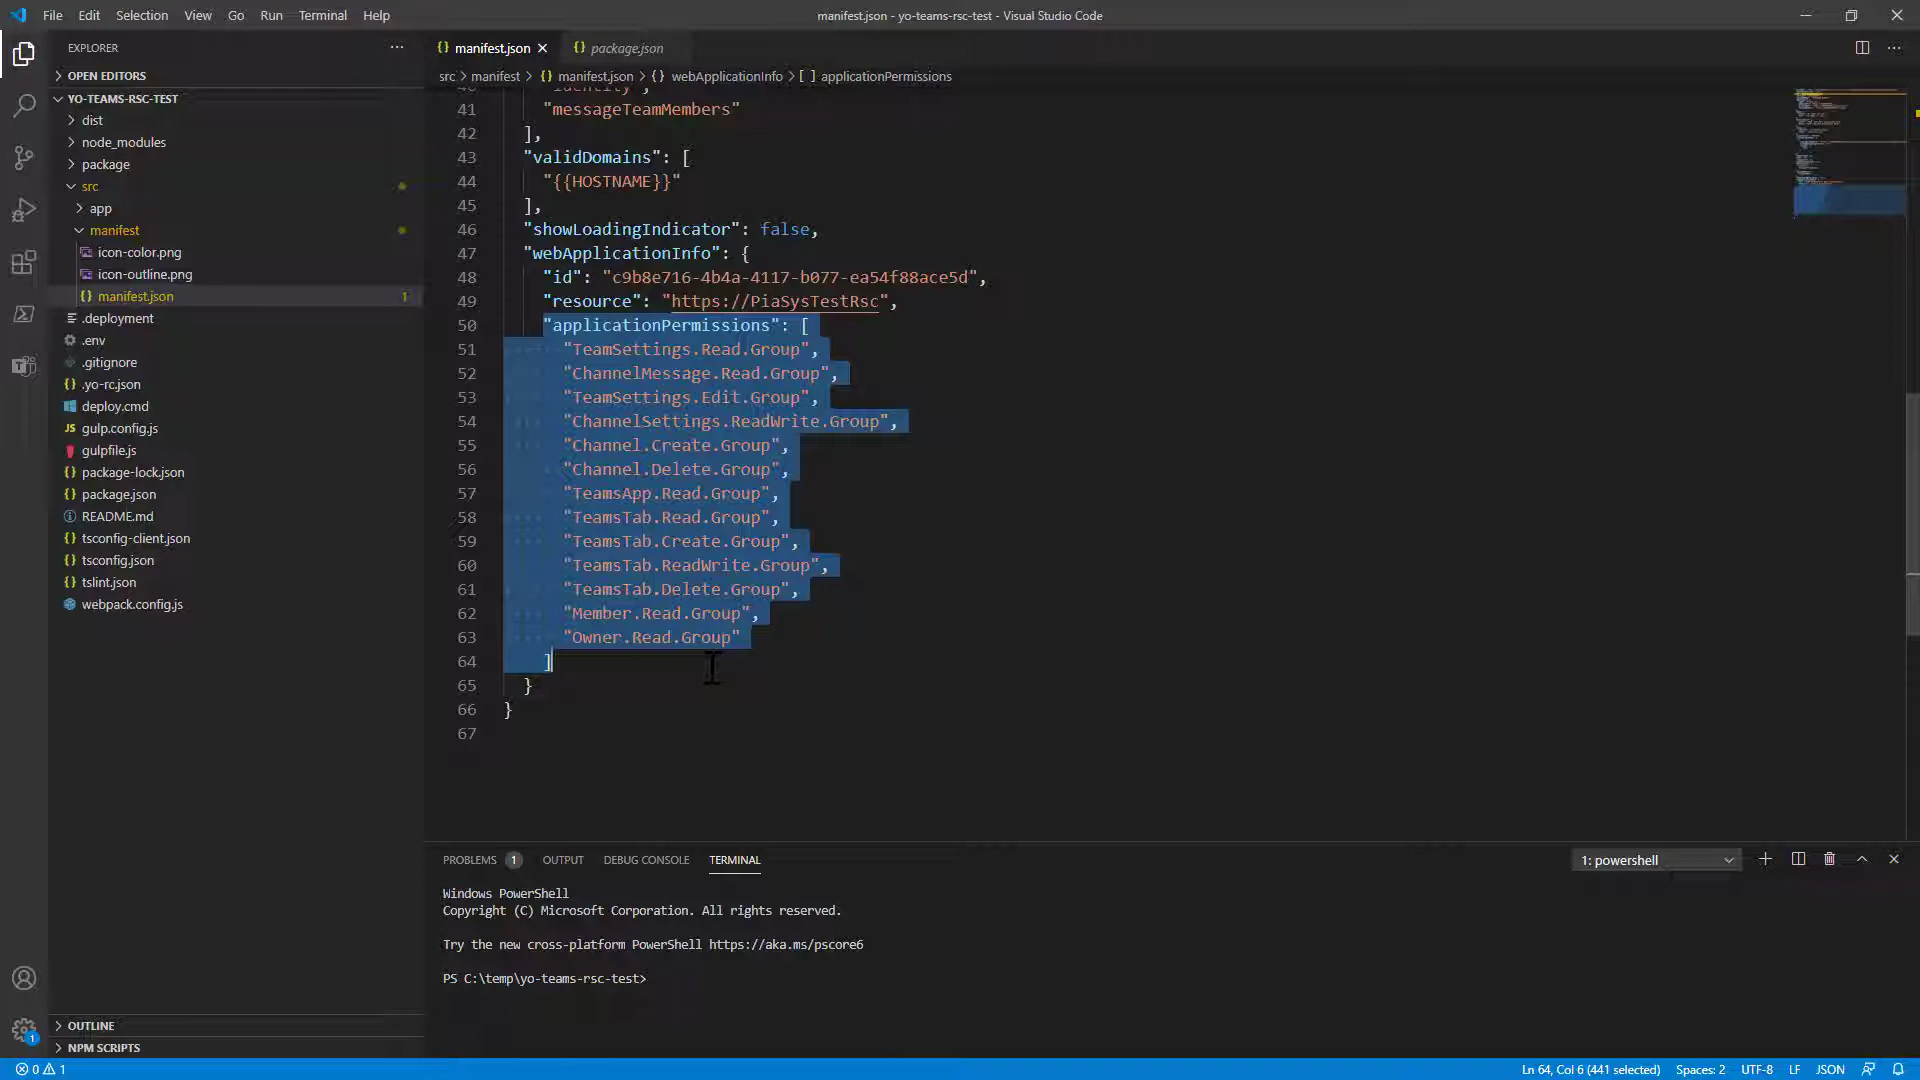 File Edit Selection View Go Run Terminal Help
manifest.json - yo-teams-rsc-test - Visual Studio Code
EXPLORER
OPEN EDITORS
YO-TEAMS-RSC-TEST
dist
node_modules
package
src
app
manifest
icon-color.png
icon-outline.png
manifest.json 1
.deployment
.env
.gitignore
.yo-rc.json
deploy.cmd
gulp.config.js
gulpfile.js
package-lock.json
package.json
README.md
tsconfig-client.json
tsconfig.json
tslint.json
webpack.config.js
OUTLINE
NPM SCRIPTS
manifest.json package.json
src > manifest > {} manifest.json > {} webApplicationInfo > [ ] applicationPermissions
40 "identity",
41 "messageTeamMembers"
42 ],
43 "validDomains": [
44 "{{HOSTNAME}}"
45 ],
46 "showLoadingIndicator": false,
47 "webApplicationInfo": {
48 "id": "c9b8e716-4b4a-4117-b077-ea54f88ace5d",
49 "resource": "https://PiaSysTestRsc",
50 "applicationPermissions": [
51 "TeamSettings.Read.Group",
52 "ChannelMessage.Read.Group",
53 "TeamSettings.Edit.Group",
54 "ChannelSettings.ReadWrite.Group",
55 "Channel.Create.Group",
56 "Channel.Delete.Group",
57 "TeamsApp.Read.Group",
58 "TeamsTab.Read.Group",
59 "TeamsTab.Create.Group",
60 "TeamsTab.ReadWrite.Group",
61 "TeamsTab.Delete.Group",
62 "Member.Read.Group",
63 "Owner.Read.Group"
64 ]
65 }
66 }
67
PROBLEMS 1 OUTPUT DEBUG CONSOLE TERMINAL
1: powershell
Windows PowerShell
Copyright (C) Microsoft Corporation. All rights reserved.
Try the new cross-platform PowerShell https://aka.ms/pscore6
PS C:\temp\yo-teams-rsc-test>
1
0 1
Ln 64, Col 6 (441 selected) Spaces: 2 UTF-8 LF JSON